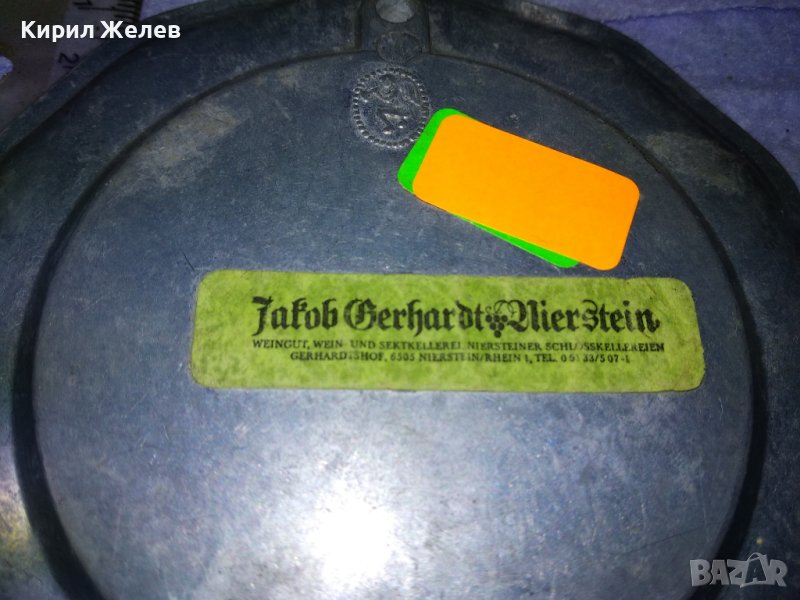 Кирил Желев
Jakob Gerhardt Nierstein
WEINGUT, WEIN- UND SEKTKELLEREI NIERSTEINER SCHLOSSKELLEREIEN
GERHARDTSHOF, 6505 NIERSTEIN/RHEIN 1, TEL. 0 61 33/5 07-1
BAZAR